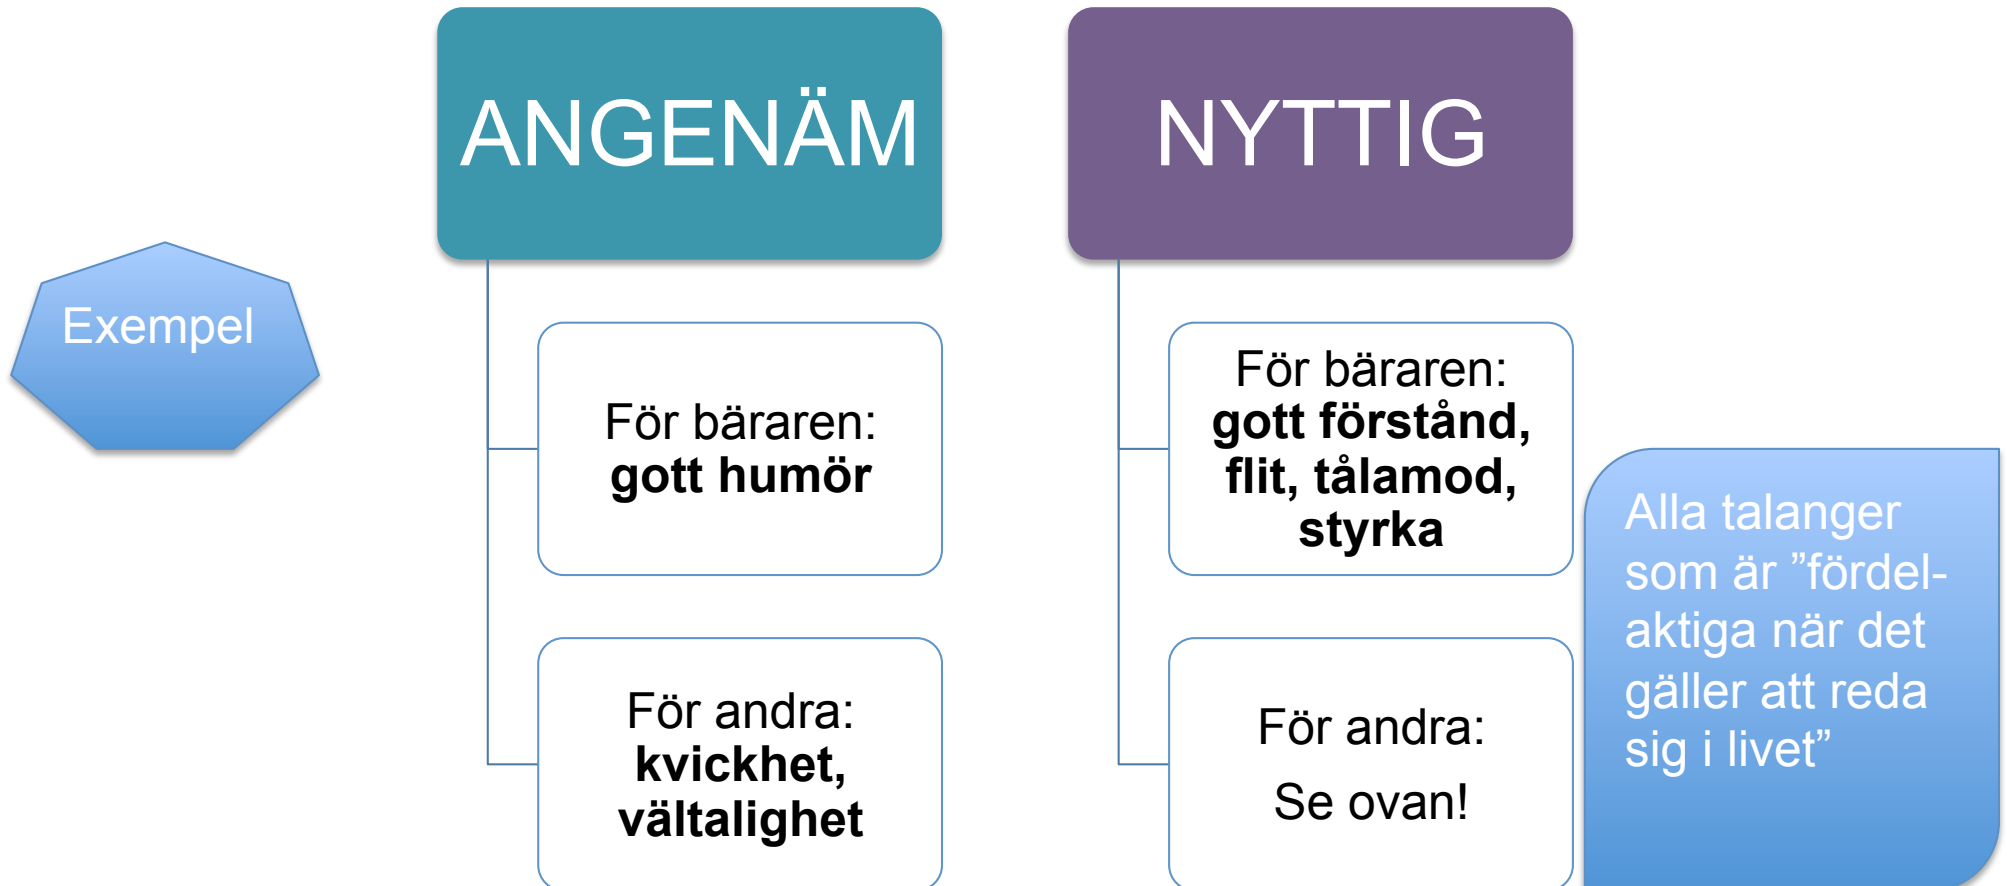 Exempel
ANGENÄM
För bäraren:
gott humör
För andra:
kvickhet,
vältalighet
NYTTIG
För bäraren:
gott förstånd,
flit, tålamod,
styrka
För andra:
Se ovan!
Alla talanger
som är ”fördel-
aktiga när det
gäller att reda
sig i livet”